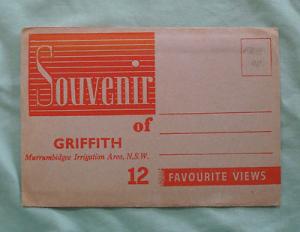 Souvenir
of
GRIFFITH
Murrumbidgee Irrigation Area, N.S.W.
12 FAVOURITE VIEWS